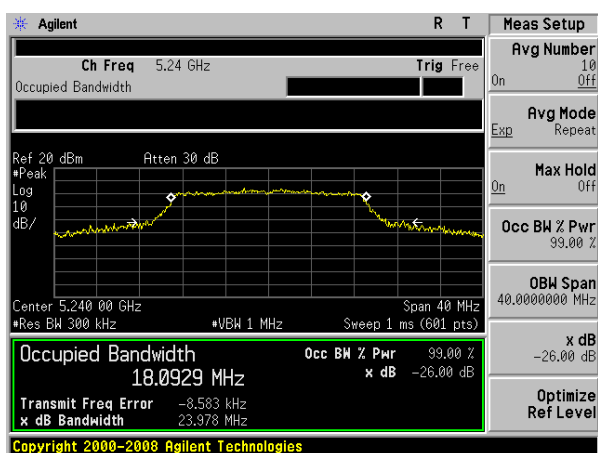 Agilent R T
Ch Freq 5.24 GHz Trig Free
Occupied Bandwidth
Ref 20 dBm Atten 30 dB
#Peak
Log
10
dB/
Center 5.240 00 GHz Span 40 MHz
#Res BW 300 kHz #VBW 1 MHz Sweep 1 ms (601 pts)
Occupied Bandwidth Occ BW % Pwr 99.00 %
18.0929 MHz x dB -26.00 dB
Transmit Freq Error -8.583 kHz
x dB Bandwidth 23.978 MHz
Copyright 2000-2008 Agilent Technologies
Meas Setup
Avg Number
10
On Off
Avg Mode
Exp Repeat
Max Hold
On Off
Occ BW % Pwr
99.00 %
OBW Span
40.0000000 MHz
x dB
-26.00 dB
Optimize
Ref Level